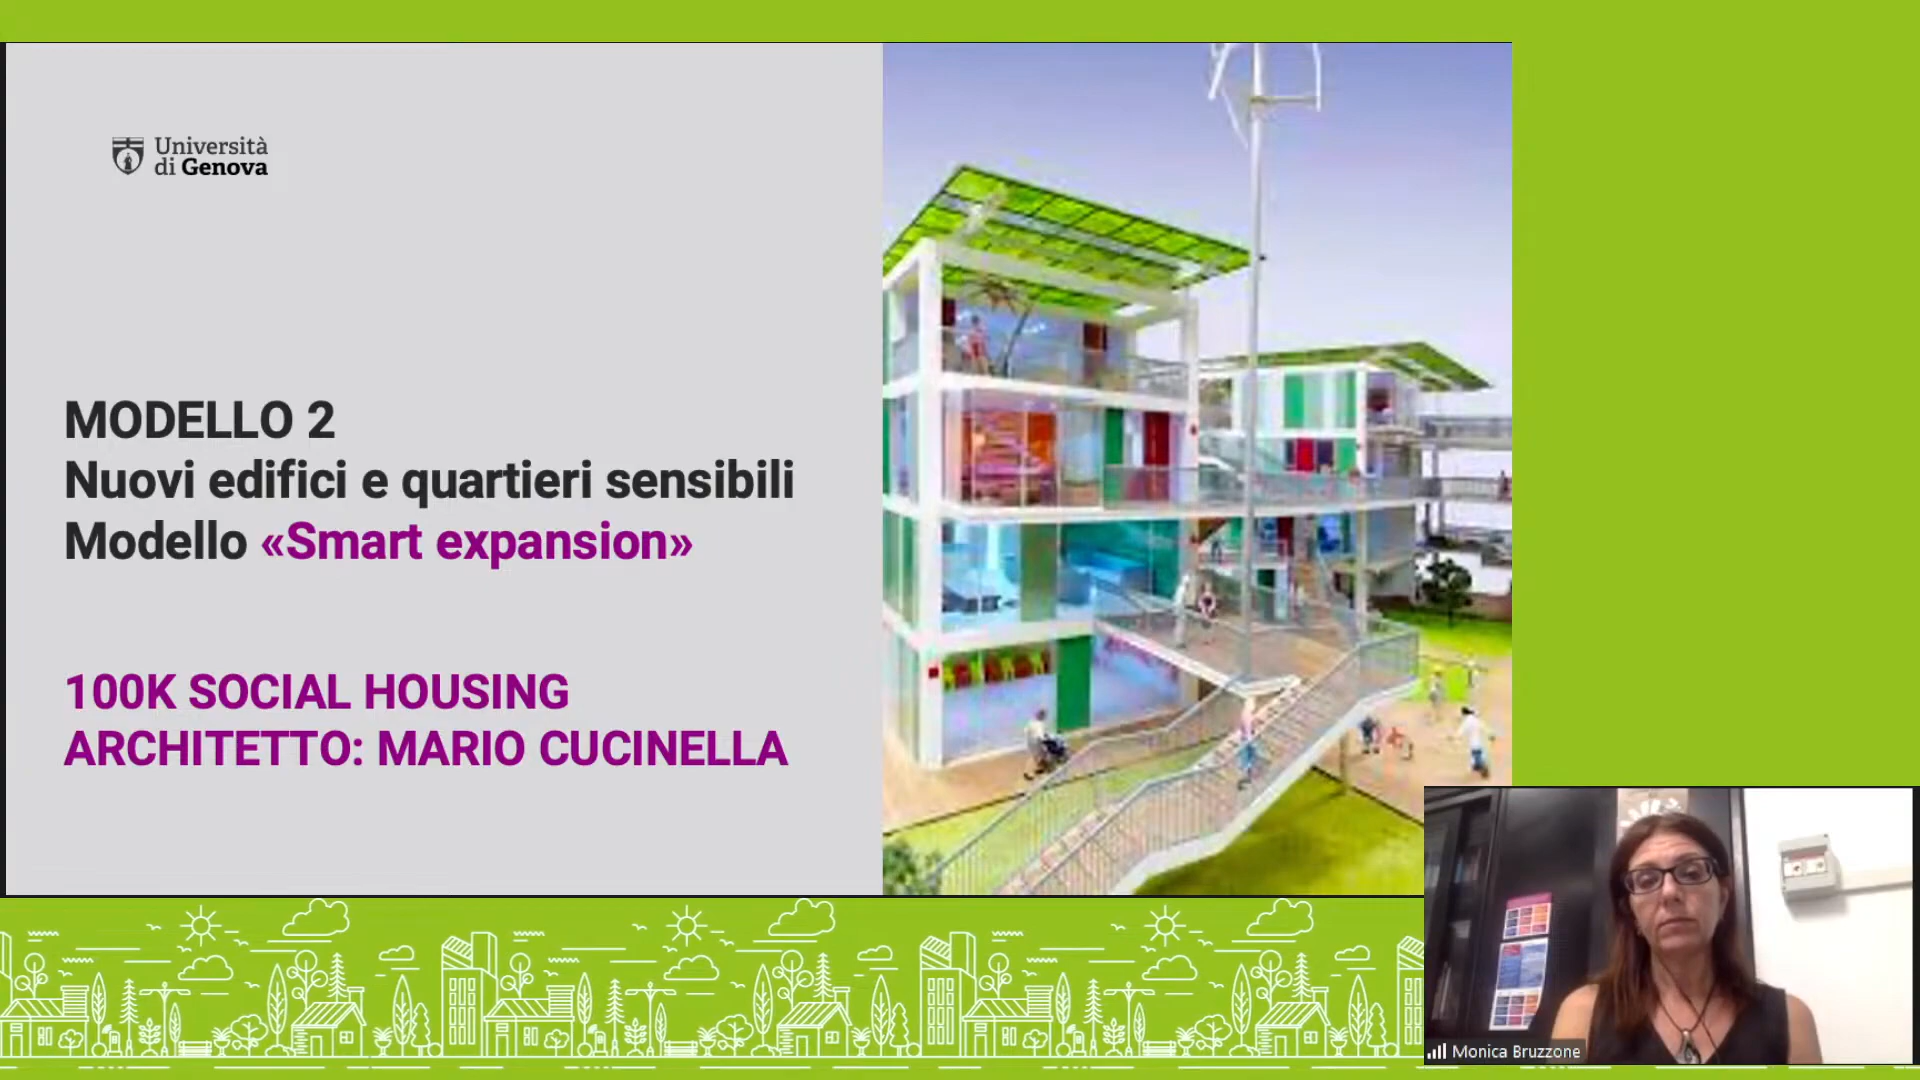 Università
di Genova
MODELLO 2
Nuovi edifici e quartieri sensibili
Modello «Smart expansion»
100K SOCIAL HOUSING
ARCHITETTO: MARIO CUCINELLA
Monica Bruzzone